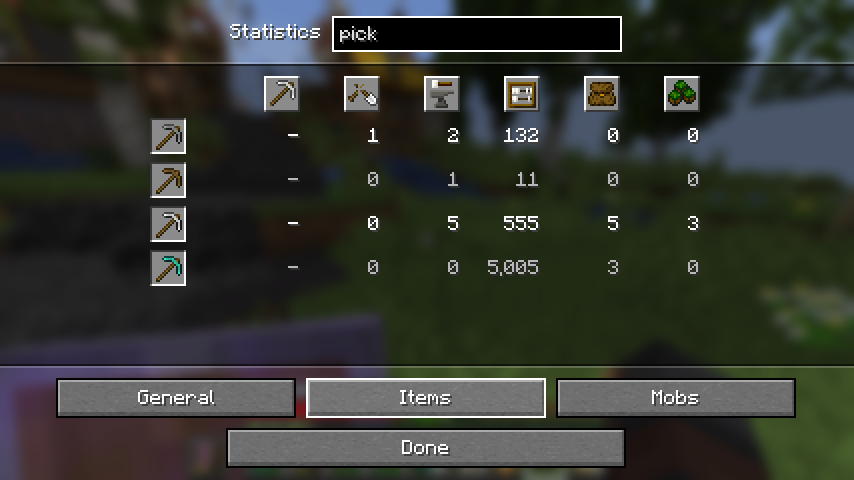 Statistics pick
- 1 2 132 0 0
- 0 1 11 0 0
- 0 5 555 5 3
- 0 0 5,005 3 0
General Items Mobs
Done